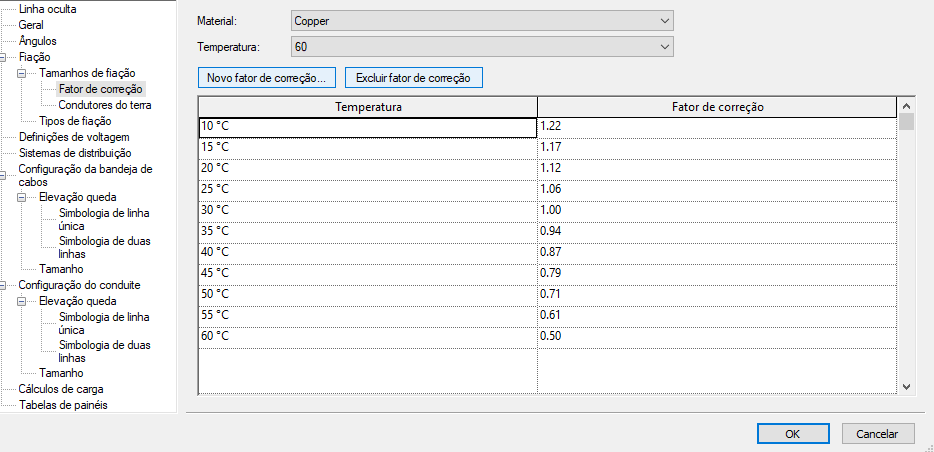 Linha oculta
Geral
Ângulos
Fiação
Tamanhos de fiação
Fator de correção
Condutores do terra
Tipos de fiação
Definições de voltagem
Sistemas de distribuição
Configuração da bandeja de
cabos
Elevação queda
Simbologia de linha
única
Simbologia de duas
linhas
Tamanho
Configuração do conduite
Elevação queda
Simbologia de linha
única
Simbologia de duas
linhas
Tamanho
Cálculos de carga
Tabelas de painéis
Material: Copper
Temperatura: 60
Novo fator de correção... Excluir fator de correção
Temperatura Fator de correção
10 °C 1.22
15 °C 1.17
20 °C 1.12
25 °C 1.06
30 °C 1.00
35 °C 0.94
40 °C 0.87
45 °C 0.79
50 °C 0.71
55 °C 0.61
60 °C 0.50
OK Cancelar